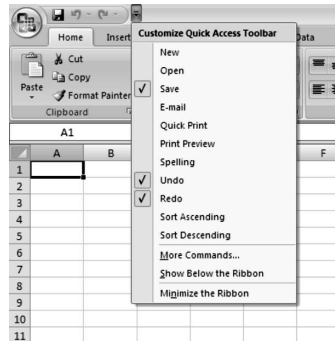 Customize Quick Access Toolbar
Home
Insert
Data
New
Open
Save
E-mail
Quick Print
Print Preview
Spelling
Undo
Redo
Sort Ascending
Sort Descending
More Commands...
Show Below the Ribbon
Minimize the Ribbon
Cut
Copy
Paste
Format Painter
Clipboard
A1
A
B
F
1
2
3
4
5
6
7
8
9
10
11